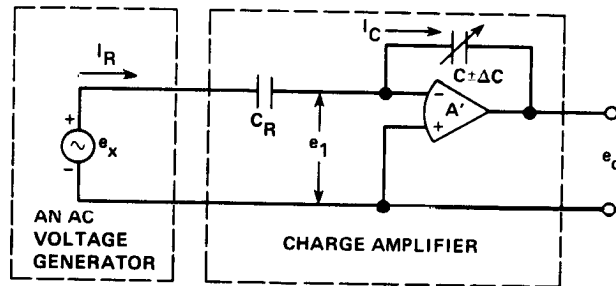 I_R
I_C
C±ΔC
+
e_x
−
C_R
e_1
−
A′
+
e_o
AN AC
VOLTAGE
GENERATOR
CHARGE AMPLIFIER